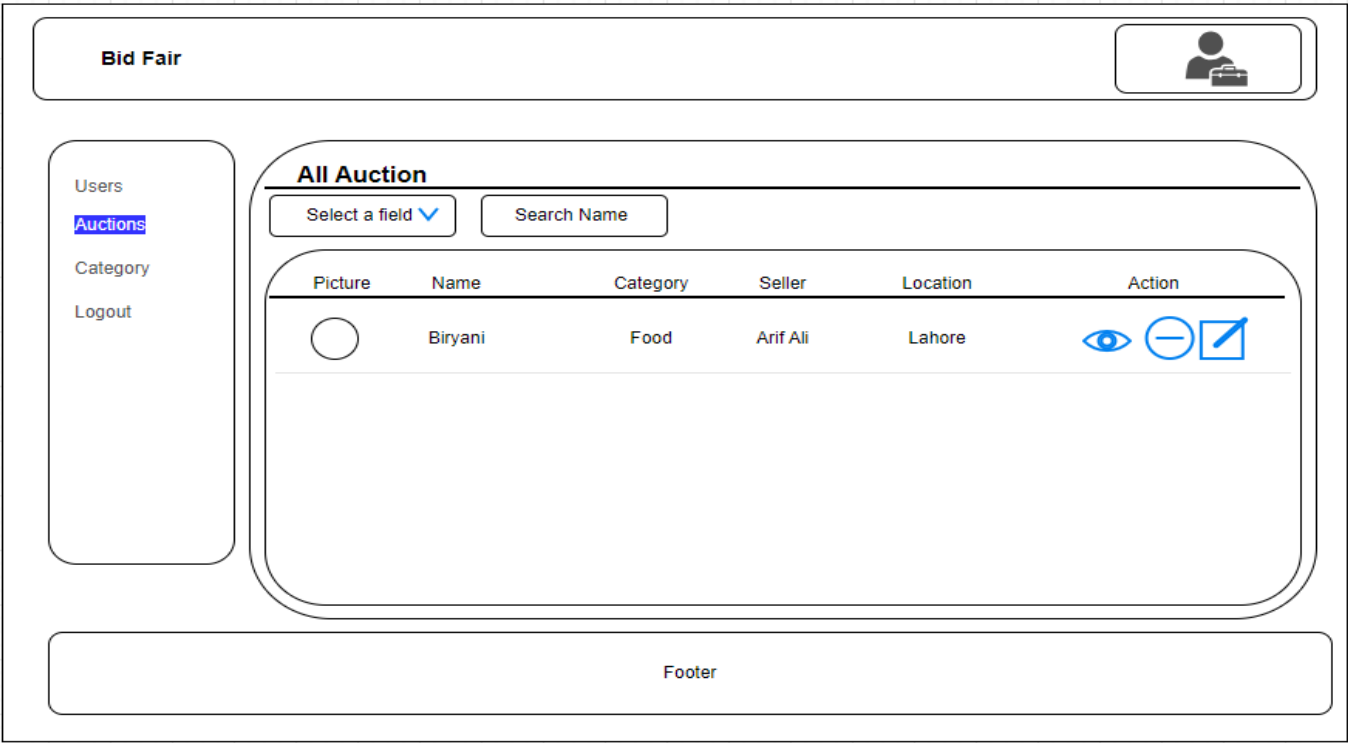 Bid Fair
Users
Auctions
Category
Logout
All Auction
Select a field Search Name
Picture Name Category Seller Location Action
Biryani Food Arif Ali Lahore
Footer